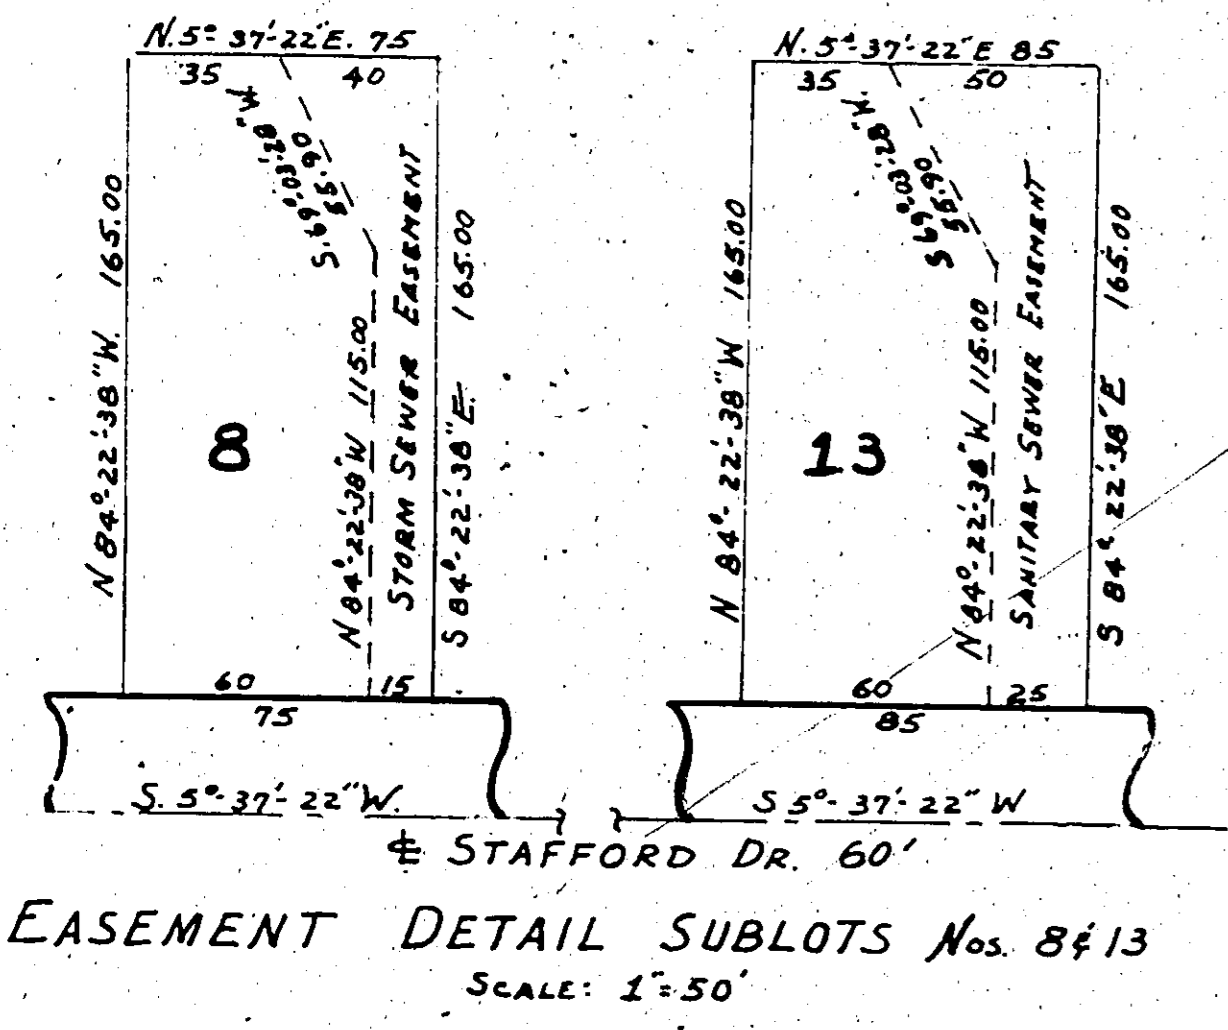 N. 5°-37'-22" E. 75
35
40
S. 69°-03'-28" W
55.90
N 84°-22'-38" W. 165.00
8
N 84°-22'-38" W 115.00
STORM SEWER EASEMENT
S 84°-22'-38" E. 165.00
60
15
75
S. 5°-37'-22" W.
N. 5°-37'-22" E 85
35
50
S 69°-03'-28" W.
55.90
N 84°-22'-38" W 165.00
13
N 84°-22'-38" W 115.00
SANITARY SEWER EASEMENT
S 84°-22'-38" E 165.00
60
25
85
S 5°-37'-22" W
℄ STAFFORD DR. 60'
EASEMENT DETAIL SUBLOTS Nos. 8 & 13
SCALE: 1"=50'